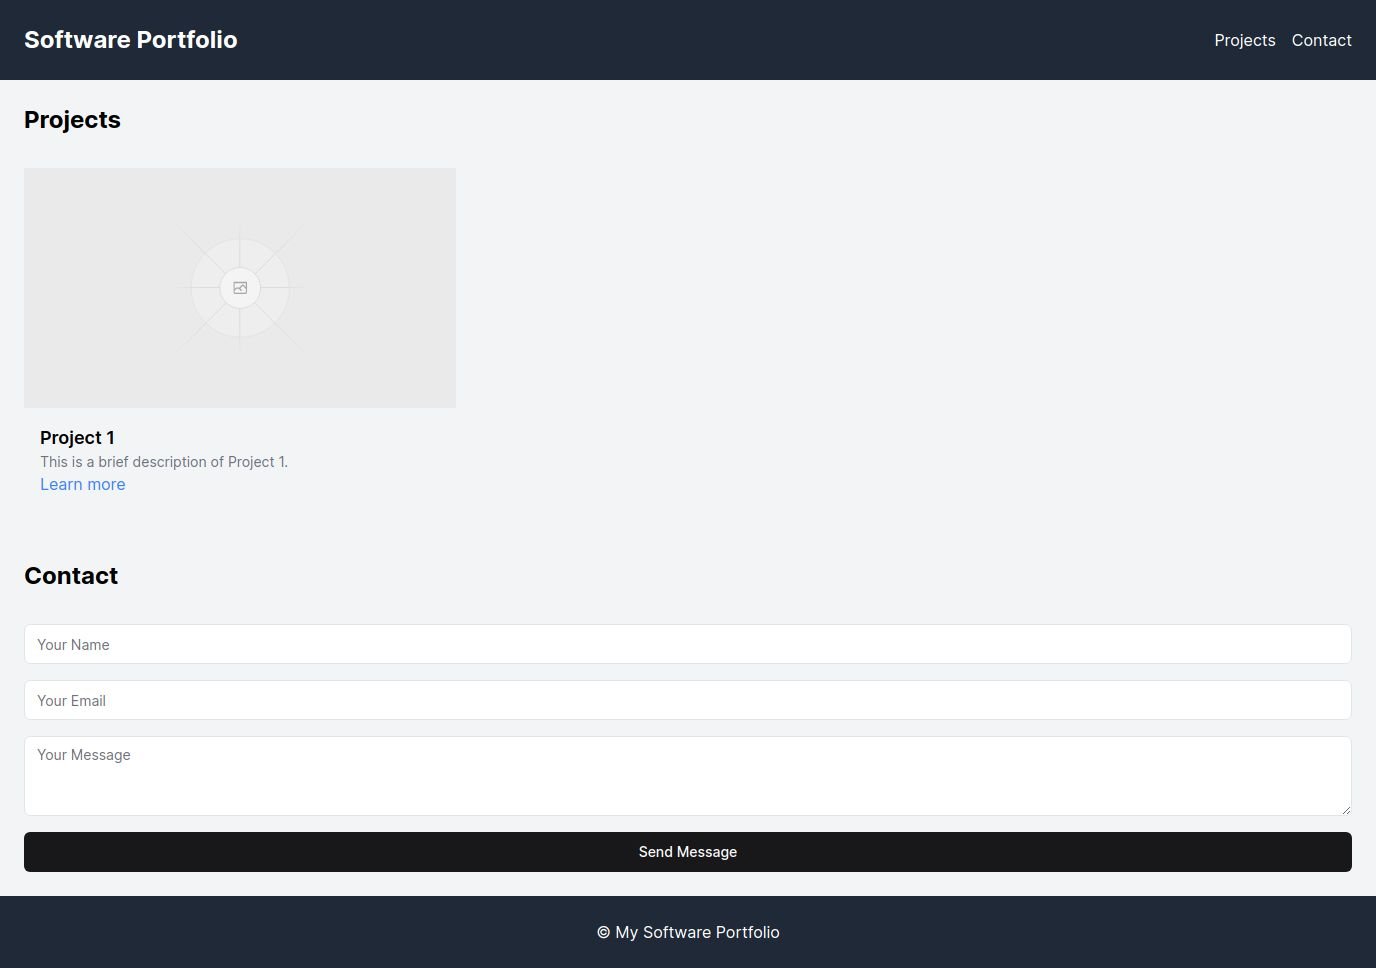 Software Portfolio
Projects Contact
Projects
Project 1
This is a brief description of Project 1.
Learn more
Contact
Your Name
Your Email
Your Message
Send Message
© My Software Portfolio